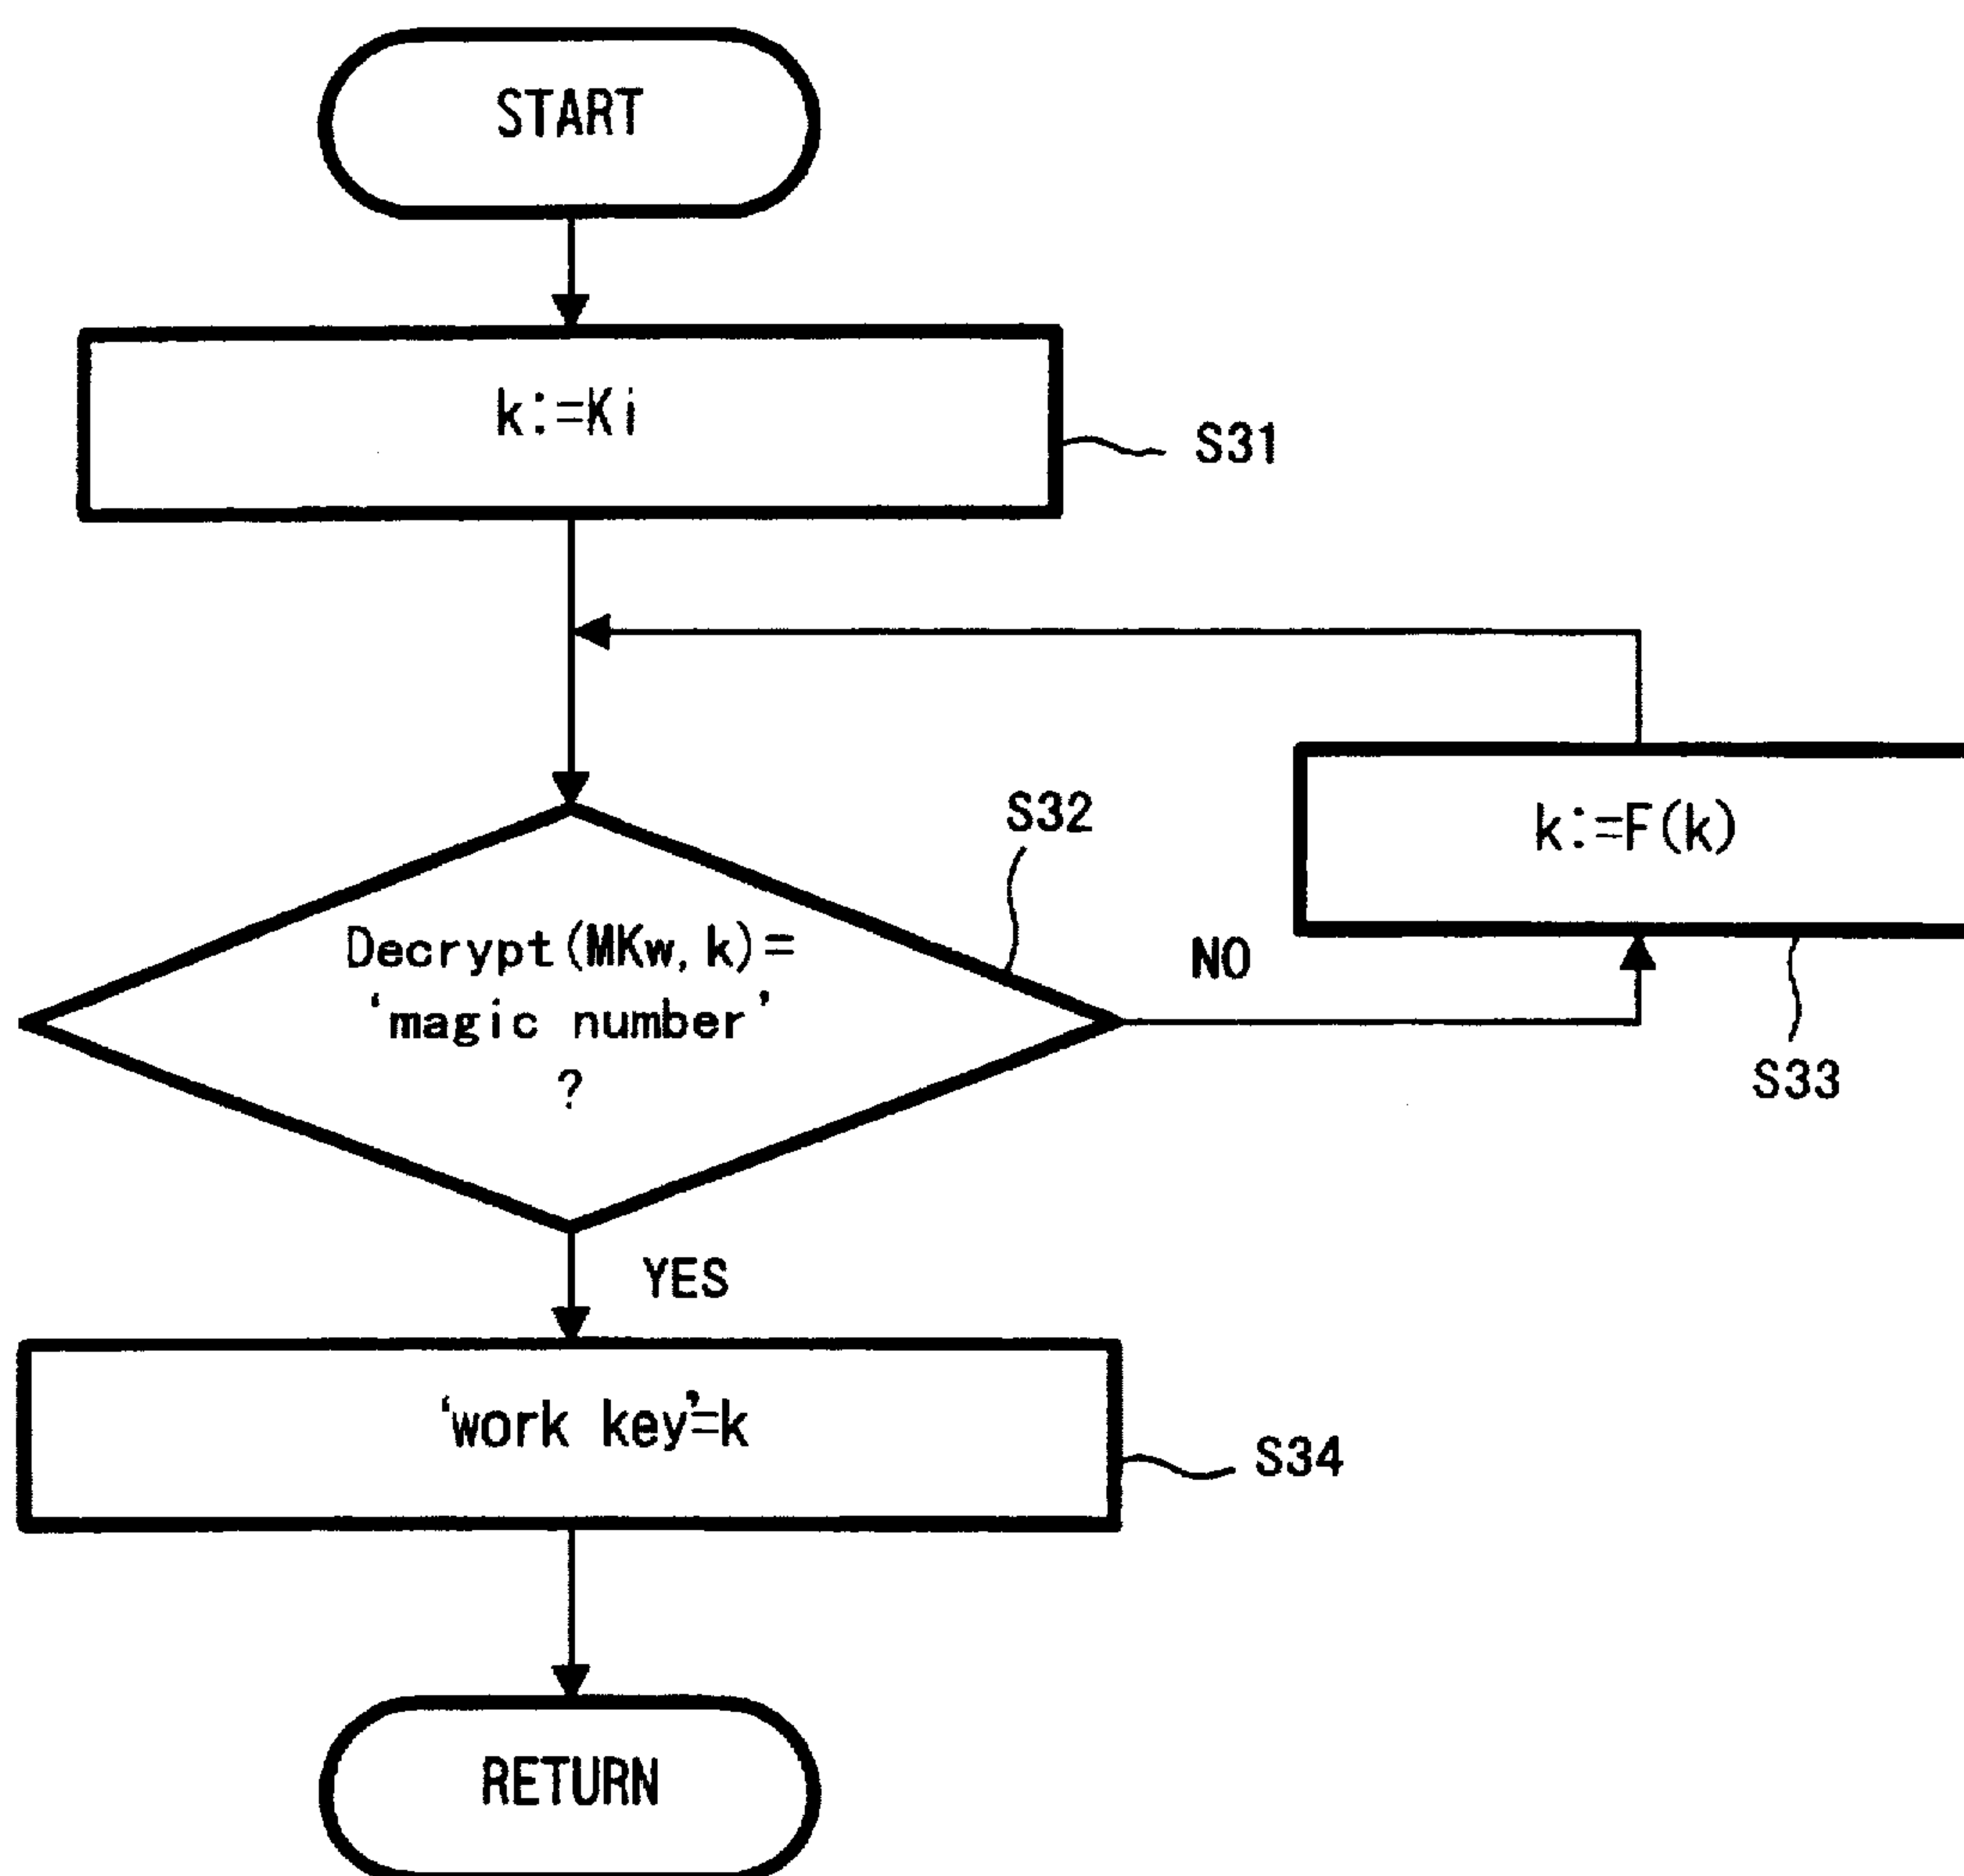 START
k:=Ki
S31
k:=F(k)
S32
Decrypt(MKw, k)=
‘magic number’
?
NO
S33
YES
‘work key’=k
S34
RETURN